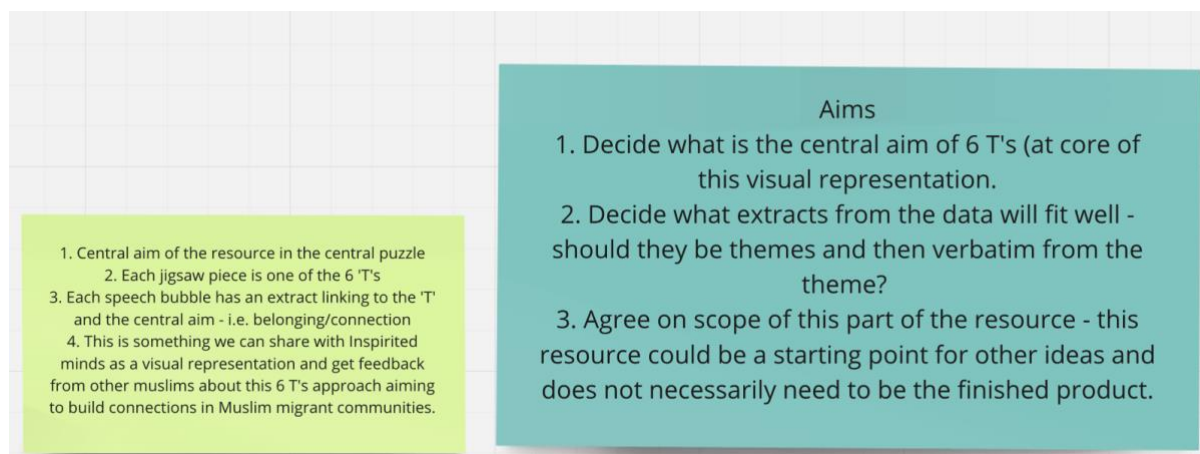 1. Central aim of the resource in the central puzzle
2. Each jigsaw piece is one of the 6 'T's
3. Each speech bubble has an extract linking to the 'T'
and the central aim - i.e. belonging/connection
4. This is something we can share with Inspirited
minds as a visual representation and get feedback
from other muslims about this 6 T's approach aiming
to build connections in Muslim migrant communities.
Aims
1. Decide what is the central aim of 6 T's (at core of
this visual representation.
2. Decide what extracts from the data will fit well -
should they be themes and then verbatim from the
theme?
3. Agree on scope of this part of the resource - this
resource could be a starting point for other ideas and
does not necessarily need to be the finished product.